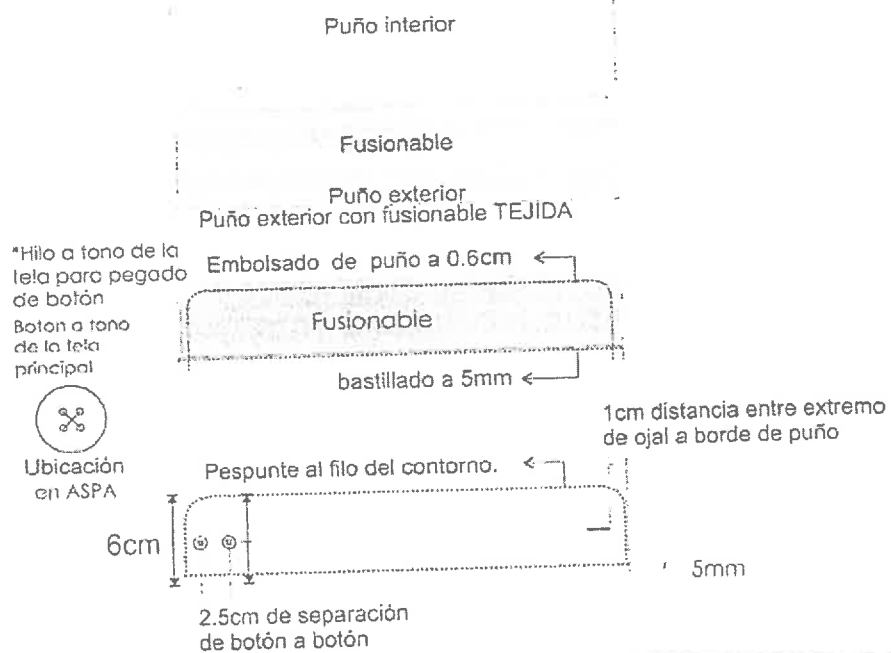 Puño interior
Fusionable
Puño exterior
Puño exterior con fusionable TEJIDA
*Hilo a tono de la
tela para pegado
de botón
Embolsado de puño a 0.6cm
Boton a tono
de la tela
principal
Fusionable
bastillado a 5mm
1cm distancia entre extremo
de ojal a borde de puño
Ubicación
en ASPA
Pespunte al filo del contorno.
6cm
5mm
2.5cm de separación
de botón a botón